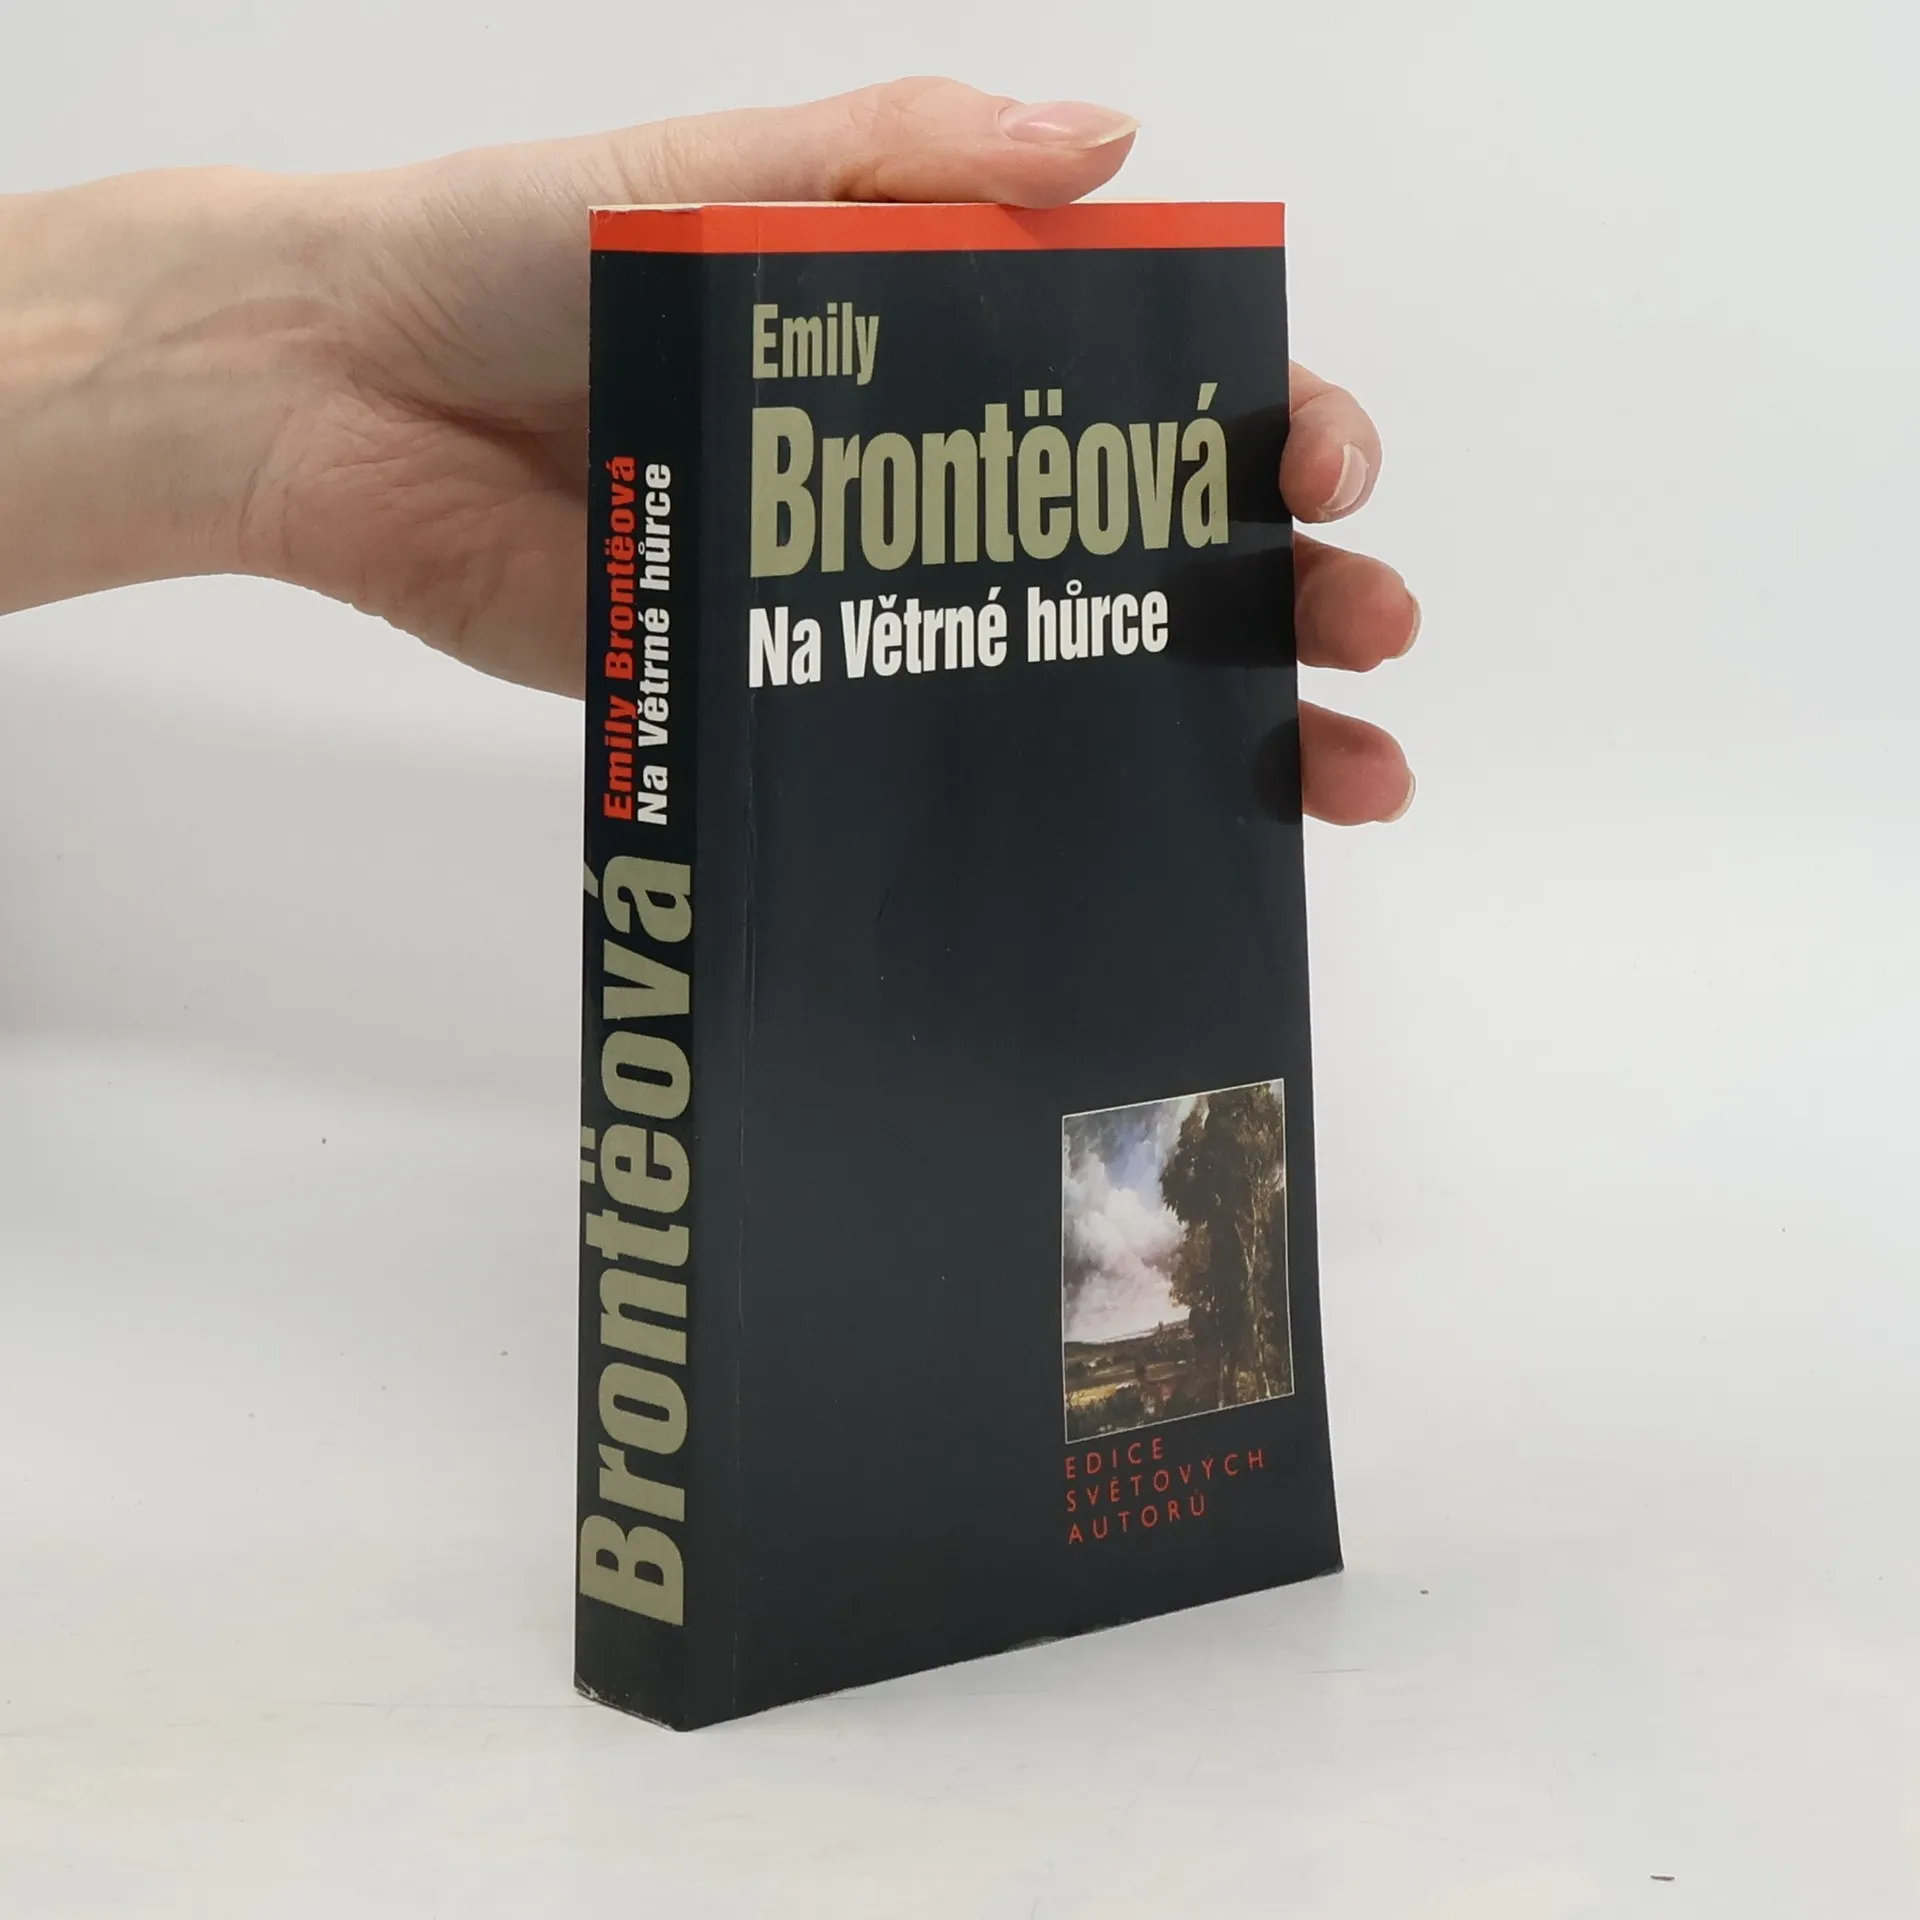 Emily
Brontëová
Na Větrné hůrce
EDICE
SVĚTOVÝCH
AUTORŮ
Emily Brontëová
Na Větrné hůrce
Brontëová